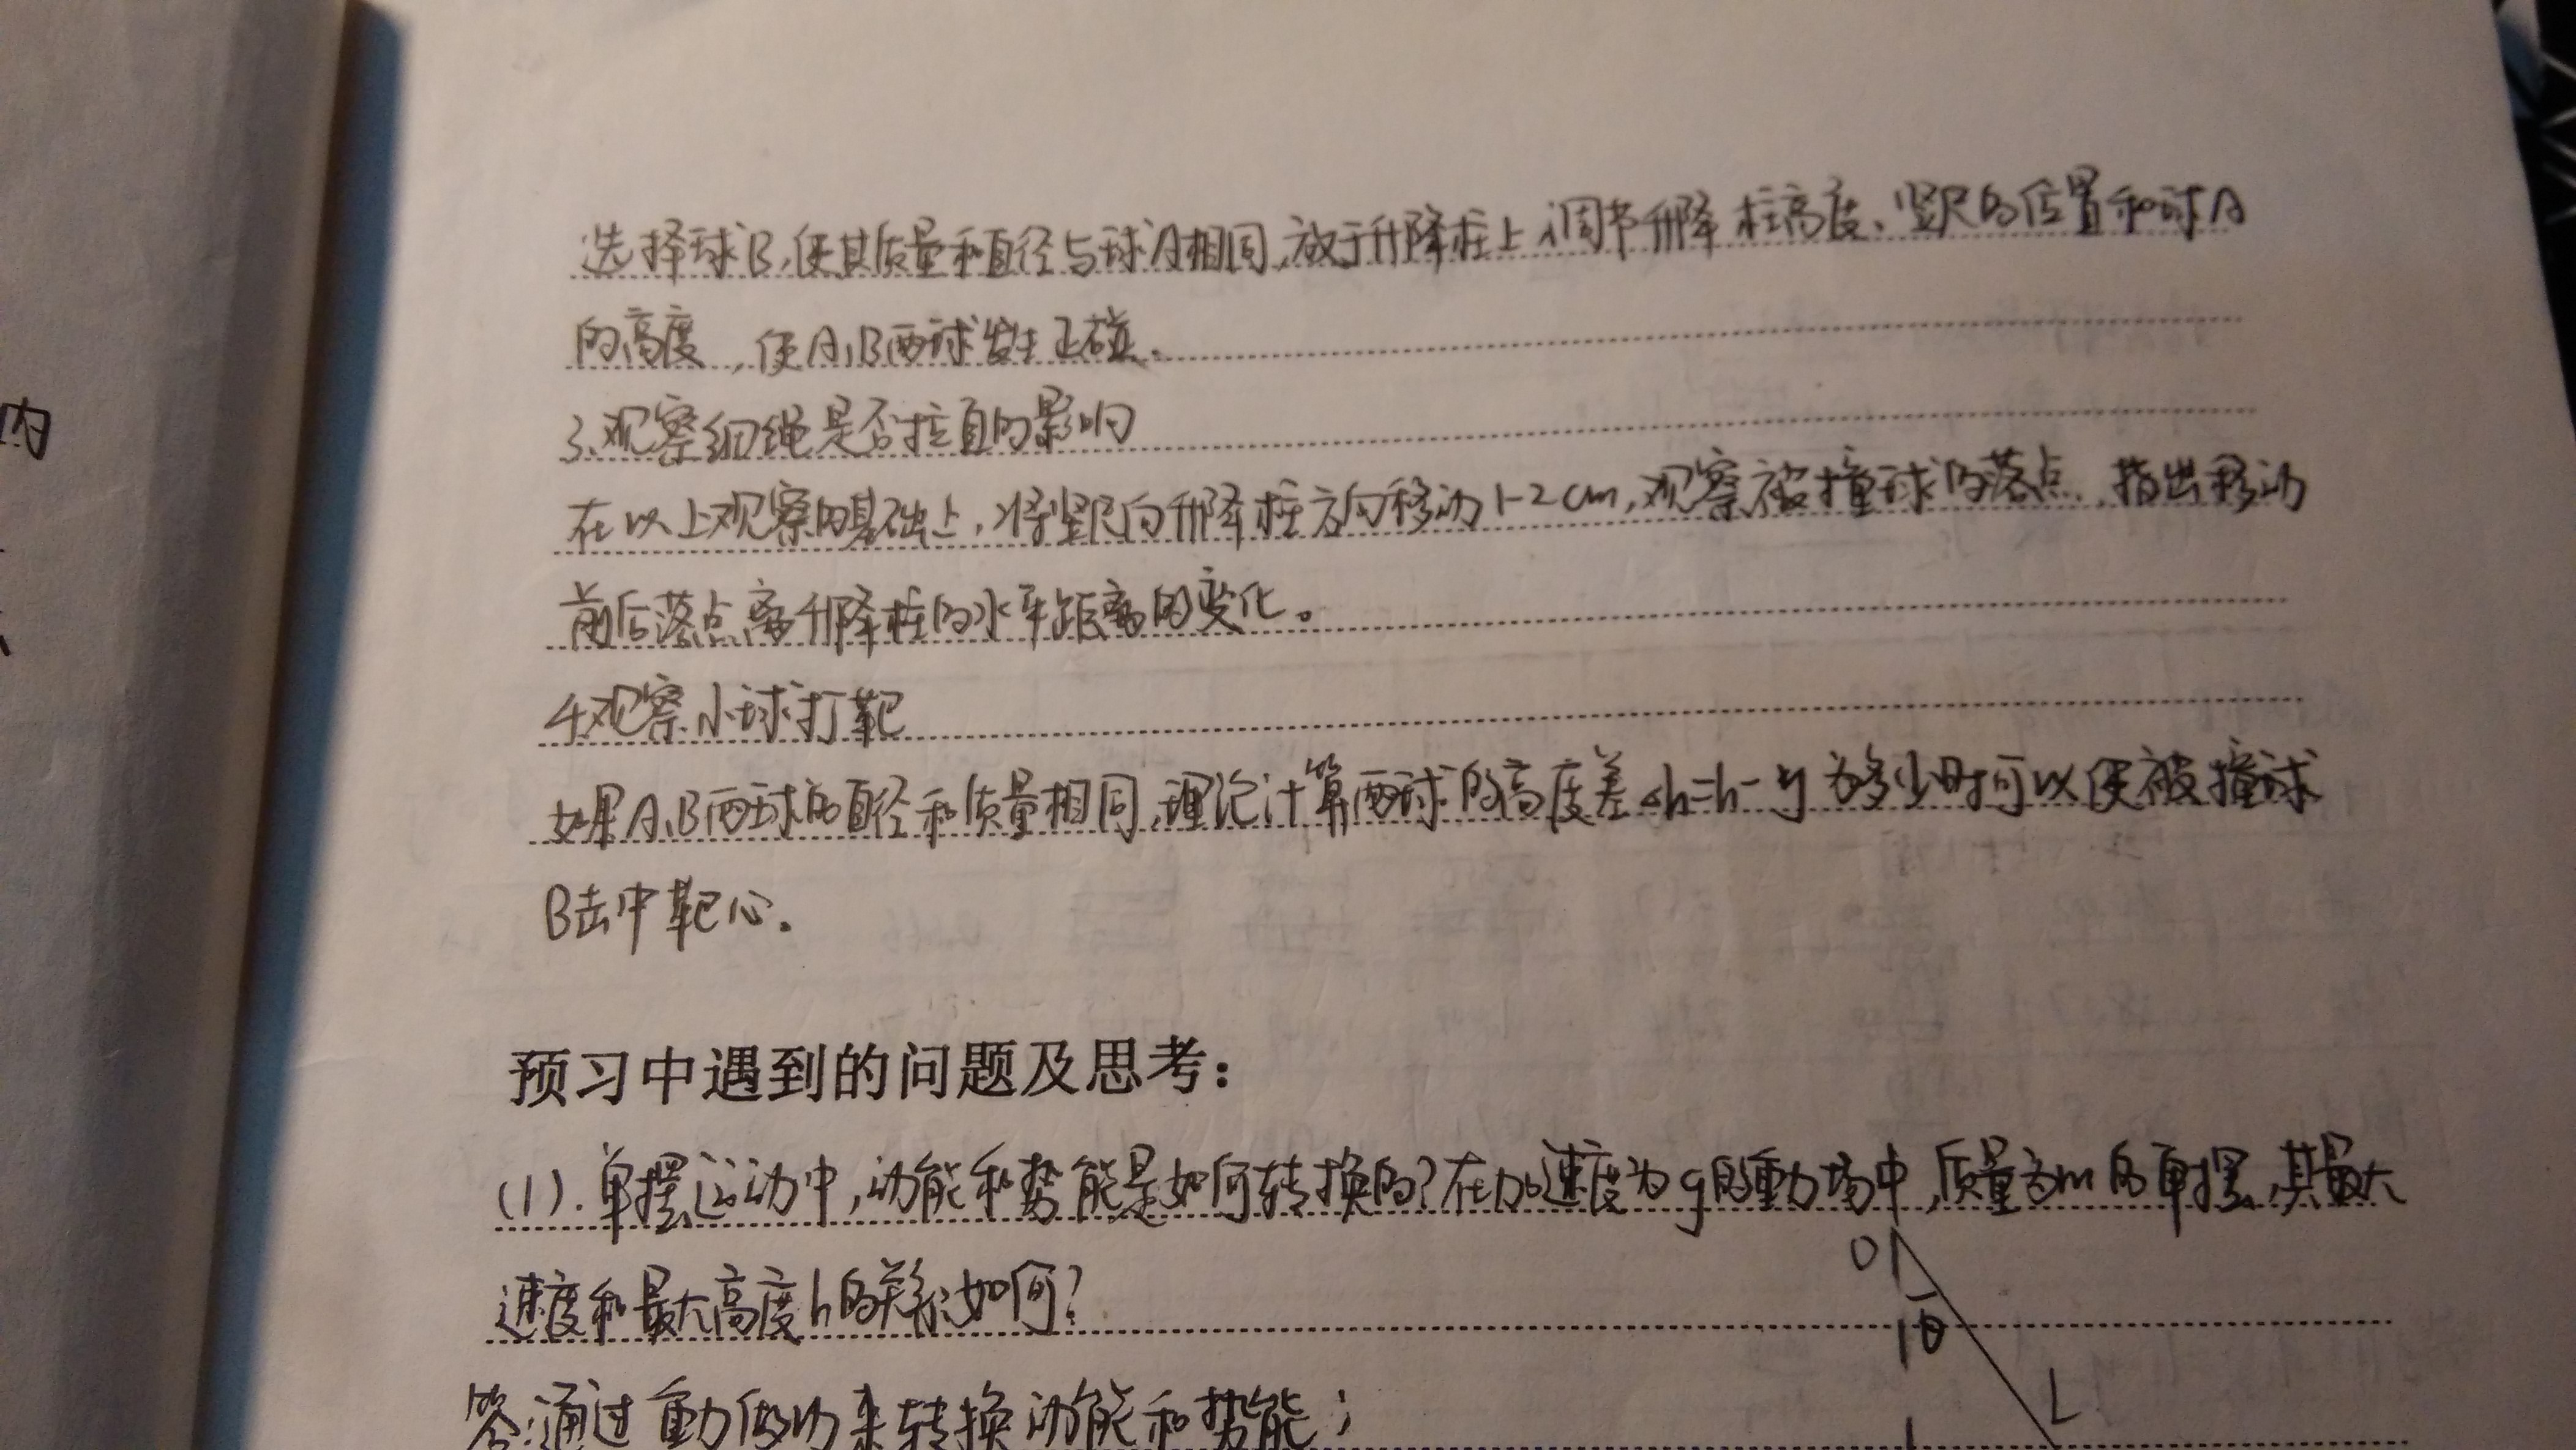 选择球B,使其质量和直径与球A相同,放于升降柱上,调节升降柱高度、竖尺的位置和球A
的高度,使A、B两球发生正碰.
3.观察细绳是否拉直的影响
在以上观察的基础上,将竖尺向升降柱方向移动1-2cm,观察被撞球的落点,指出移动
前后落点离升降柱的水平距离的变化。
4.观察小球打靶
如果A、B两球的直径和质量相同,理论计算两球的高度差Δh=h-y为多少时可以使被撞球
B击中靶心.
预习中遇到的问题及思考:
(1).单摆运动中,动能和势能是如何转换的?在加速度为g的重力场中,质量为m的单摆,其最大
速度和最大高度h的关系如何?
答:通过重力做功来转换动能和势能;
O
θ
L
内